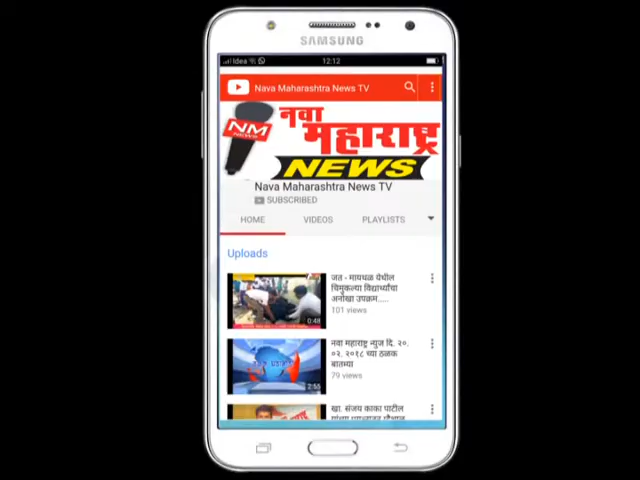 SAMSUNG
Idea
12:12
Nava Maharashtra News TV
NM
NEWS
नवा
महाराष्ट्र
NEWS
Nava Maharashtra News TV
SUBSCRIBED
HOME VIDEOS PLAYLISTS
Uploads
जत - मायथळ येथील
चिमुकल्या विद्यार्थ्यांचा
अनोखा उपक्रम.....
101 views
0:48
नवा महाराष्ट्र न्युज दि. २०.
०२. २०१८ च्या ठळक
बातम्या
79 views
2:55
खा. संजय काका पाटील